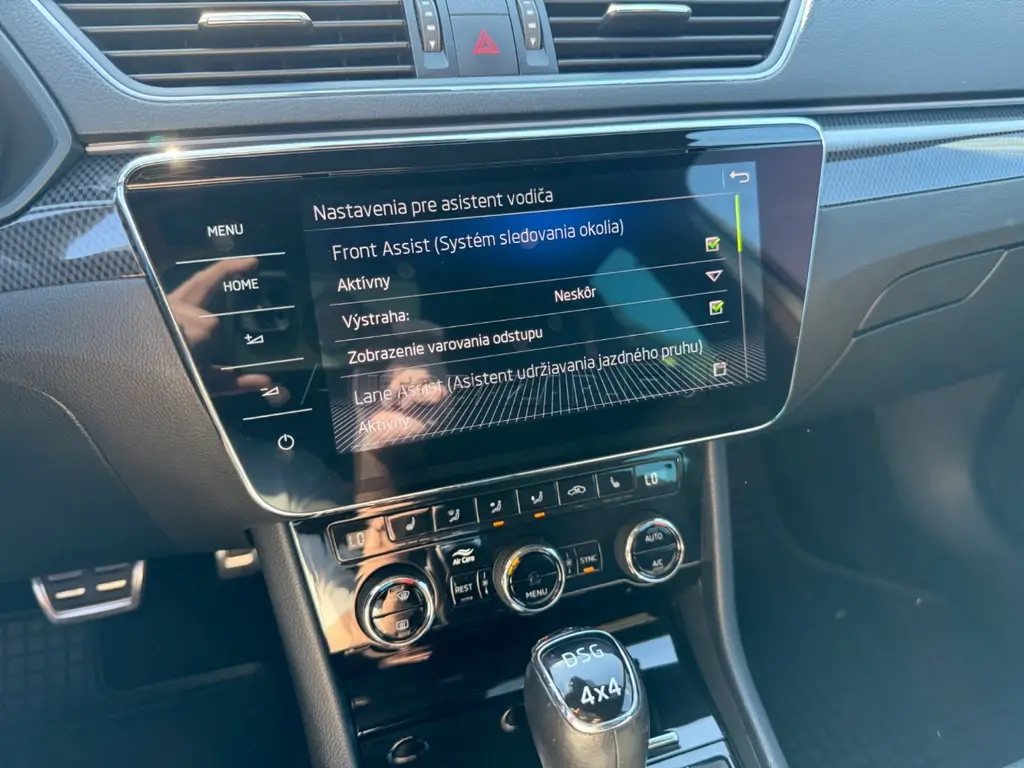 MENU
HOME
Nastavenia pre asistent vodiča
Front Assist (Systém sledovania okolia)
Aktívny
Výstraha: Neskôr
Zobrazenie varovania odstupu
Lane Assist (Asistent udržiavania jazdného pruhu)
Aktívny
LO
LO
Air Care
REST
MENU
SYNC
AUTO
A/C
DSG
4x4